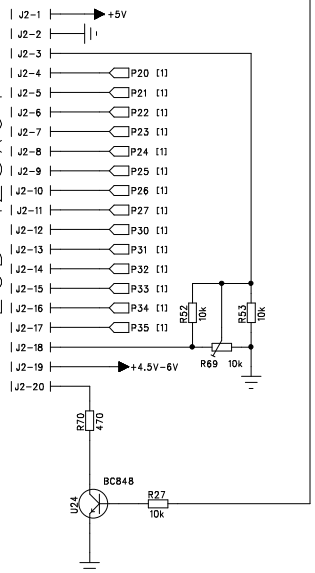 J2-1 +5V
J2-2
J2-3
J2-4 P20 [1]
J2-5 P21 [1]
J2-6 P22 [1]
J2-7 P23 [1]
J2-8 P24 [1]
J2-9 P25 [1]
J2-10 P26 [1]
J2-11 P27 [1]
J2-12 P30 [1]
J2-13 P31 [1]
J2-14 P32 [1]
J2-15 P33 [1]
J2-16 P34 [1]
J2-17 P35 [1]
R52 10k
R53 10k
J2-18
R69 10k
J2-19 +4.5V-6V
J2-20
R70 470
BC848
U24
R27
10k